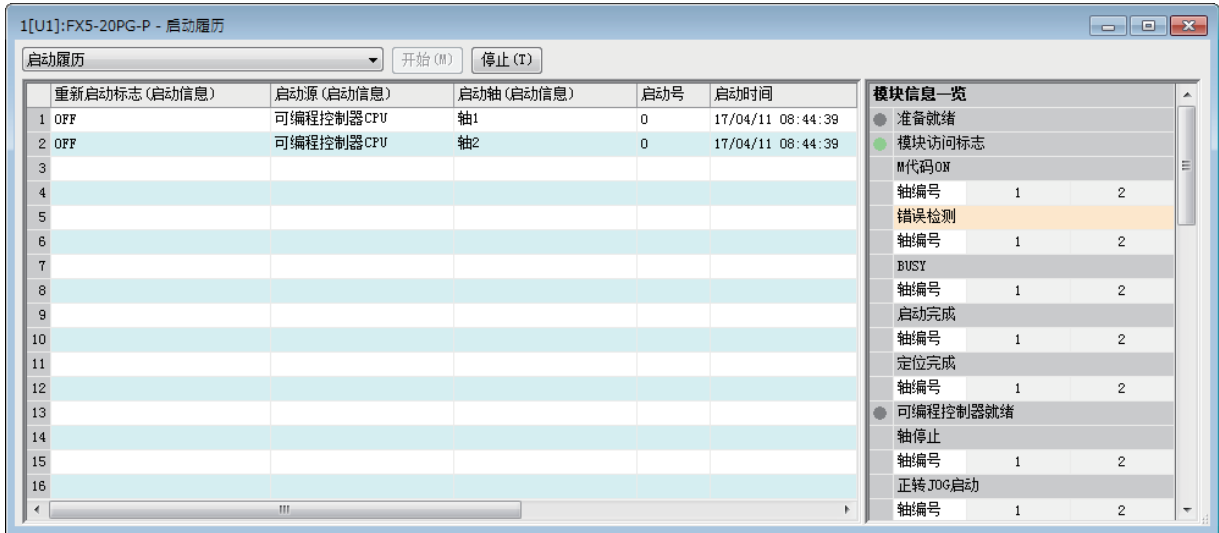 1[U1]:FX5-20PG-P - 启动履历
启动履历 开始(M) 停止(T)
重新启动标志(启动信息) 启动源(启动信息) 启动轴(启动信息) 启动号 启动时间
1 OFF 可编程控制器CPU 轴1 0 17/04/11 08:44:39
2 OFF 可编程控制器CPU 轴2 0 17/04/11 08:44:39
3
4
5
6
7
8
9
10
11
12
13
14
15
16
模块信息一览
准备就绪
模块访问标志
M代码ON
轴编号 1 2
错误检测
轴编号 1 2
BUSY
轴编号 1 2
启动完成
轴编号 1 2
定位完成
轴编号 1 2
可编程控制器就绪
轴停止
轴编号 1 2
正转JOG启动
轴编号 1 2